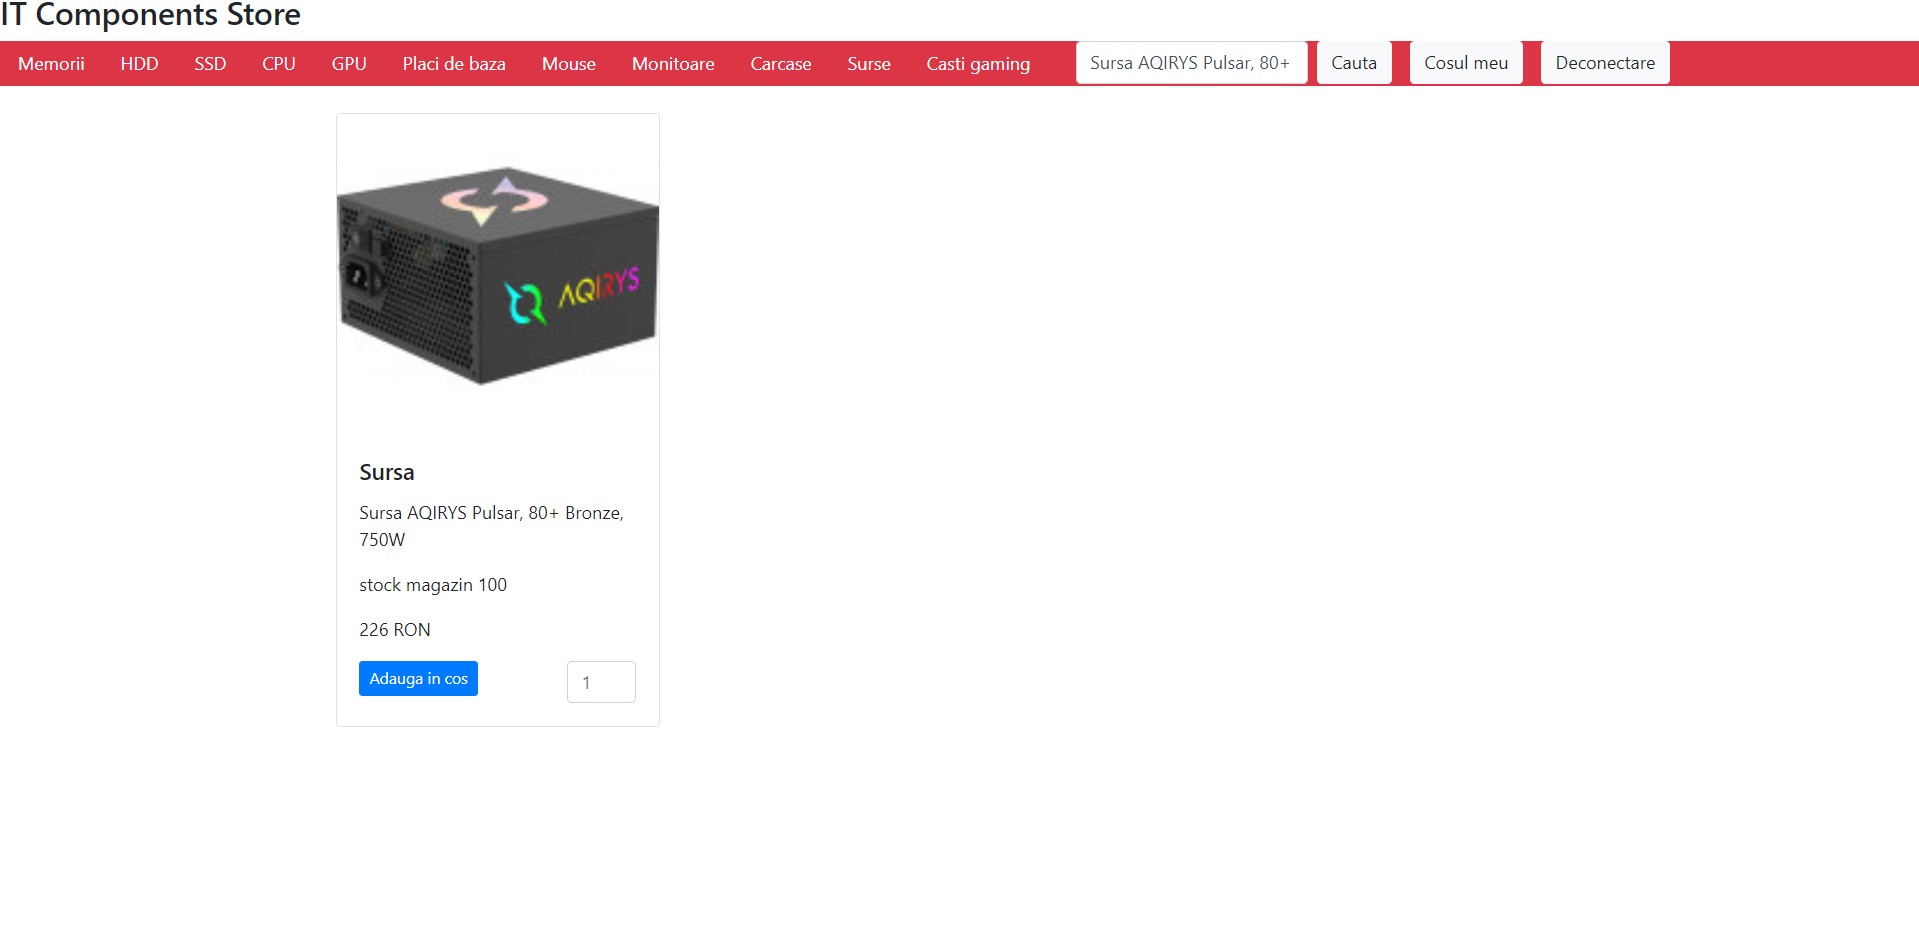 IT Components Store
Memorii HDD SSD CPU GPU Placi de baza Mouse Monitoare Carcase Surse Casti gaming Sursa AQIRYS Pulsar, 80+ Cauta Cosul meu Deconectare
AQIRYS
Sursa
Sursa AQIRYS Pulsar, 80+ Bronze,
750W
stock magazin 100
226 RON
Adauga in cos 1